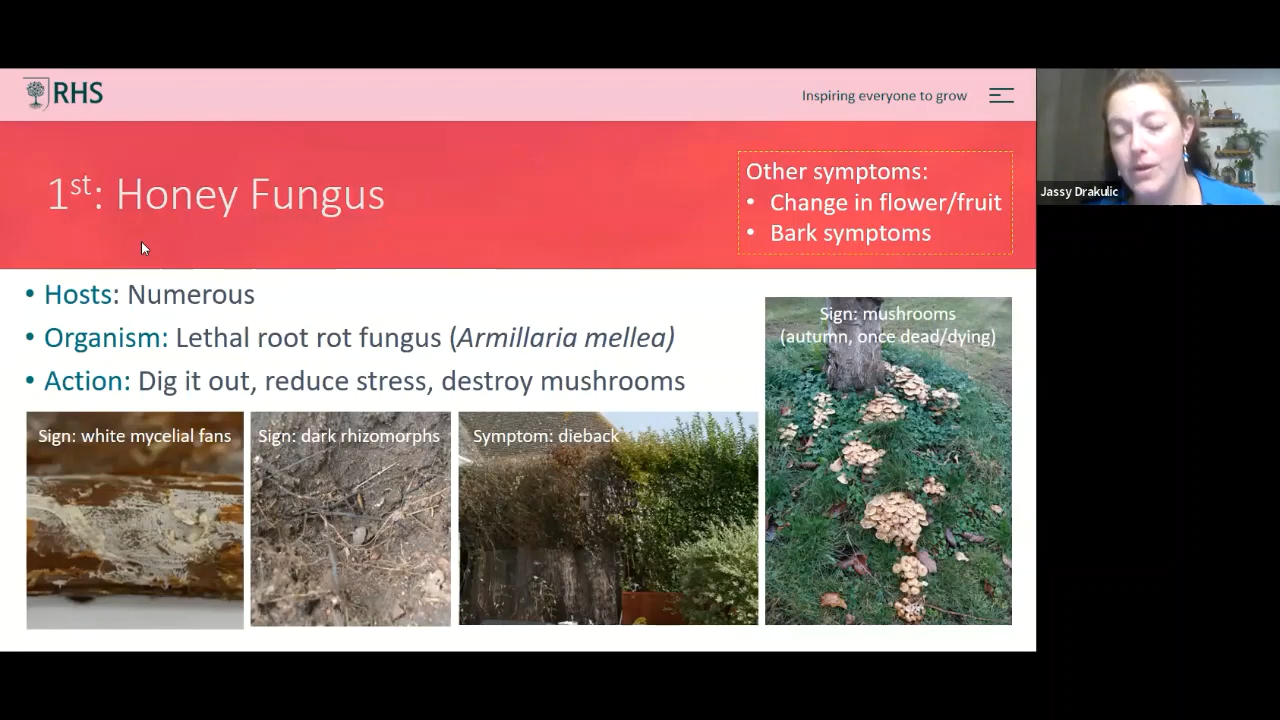 RHS
Inspiring everyone to grow
1st: Honey Fungus
Other symptoms:
• Change in flower/fruit
• Bark symptoms
Jassy Drakulic
• Hosts: Numerous
• Organism: Lethal root rot fungus (Armillaria mellea)
• Action: Dig it out, reduce stress, destroy mushrooms
Sign: mushrooms
(autumn, once dead/dying)
Sign: white mycelial fans
Sign: dark rhizomorphs
Symptom: dieback